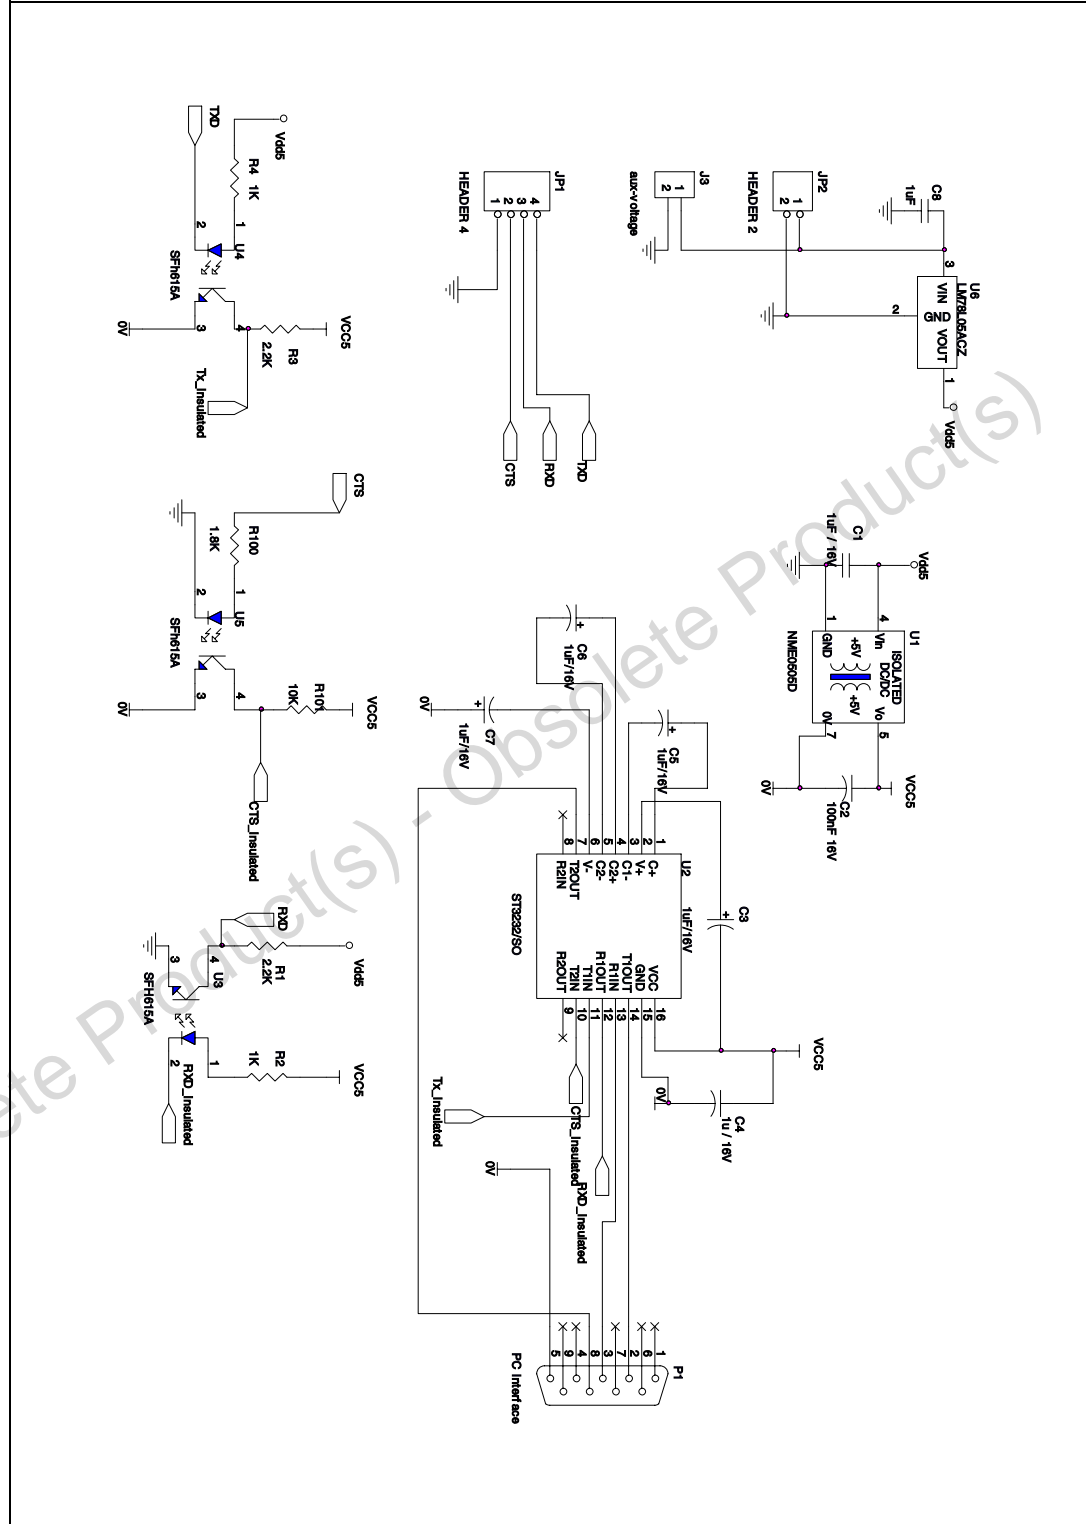 TXD
Vdd5
R4
1K
1
2
U4
SFh615A
3
4
0V
VCC5
R3
2.2K
Tx_Insulated
JP1
4
3
2
1
HEADER 4
TXD
RXD
CTS
J3
1
2
aux-voltage
JP2
1
2
HEADER 2
C8
1uF
3
U6
LM78L05ACZ
VIN
GND
VOUT
2
1
Vdd5
CTS
R100
1.8K
1
2
U5
SFh615A
3
4
0V
R101
10K
VCC5
CTS_Insulated
C1
1uF / 16V
Vdd5
1
4
U1
GND
Vin
ISOLATED
DC/DC
+5V
+5V
0V
Vo
NME0505D
7
5
0V
VCC5
C2
100nF 16V
C6
1uF/16V
C7
1uF/16V
0V
C5
1uF/16V
C3
1uF/16V
U2
ST3232/SO
1
2
3
4
5
6
7
8
C+
V+
C1-
C2+
C2-
V-
T2OUT
R2IN
VCC
GND
T1OUT
R1IN
R1OUT
T1IN
T2IN
R2OUT
16
15
14
13
12
11
10
9
VCC5
0V
C4
1u / 16V
CTS_Insulated
RXD_Insulated
Tx_Insulated
0V
RXD
Vdd5
R1
2.2K
4
3
U3
SFH615A
1
2
R2
1K
VCC5
RXD_Insulated
P1
1
6
2
7
3
8
4
9
5
PC Interface
ete Product(s) - Obsolete Product(s)